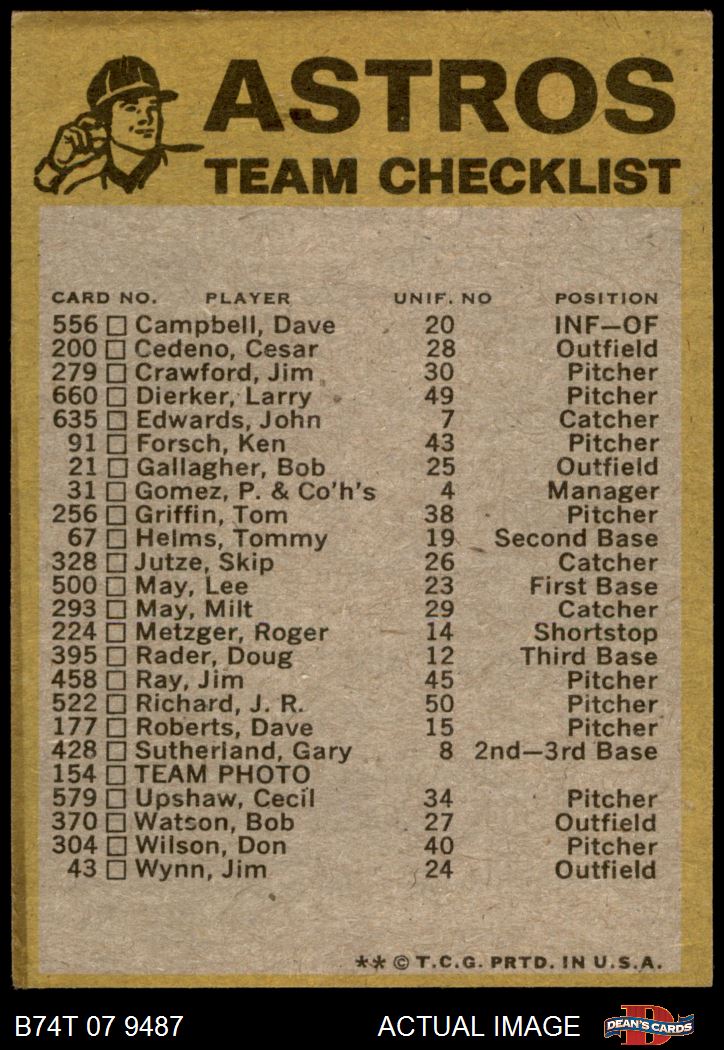 ASTROS
TEAM CHECKLIST
CARD NO. PLAYER UNIF. NO POSITION
556 Campbell, Dave 20 INF—OF
200 Cedeno, Cesar 28 Outfield
279 Crawford, Jim 30 Pitcher
660 Dierker, Larry 49 Pitcher
635 Edwards, John 7 Catcher
91 Forsch, Ken 43 Pitcher
21 Gallagher, Bob 25 Outfield
31 Gomez, P. & Co'h's 4 Manager
256 Griffin, Tom 38 Pitcher
67 Helms, Tommy 19 Second Base
328 Jutze, Skip 26 Catcher
500 May, Lee 23 First Base
293 May, Milt 29 Catcher
224 Metzger, Roger 14 Shortstop
395 Rader, Doug 12 Third Base
458 Ray, Jim 45 Pitcher
522 Richard, J. R. 50 Pitcher
177 Roberts, Dave 15 Pitcher
428 Sutherland, Gary 8 2nd—3rd Base
154 TEAM PHOTO
579 Upshaw, Cecil 34 Pitcher
370 Watson, Bob 27 Outfield
304 Wilson, Don 40 Pitcher
43 Wynn, Jim 24 Outfield
** © T.C.G. PRTD. IN U.S.A.
B74T 07 9487 ACTUAL IMAGE D DEAN'S CARDS